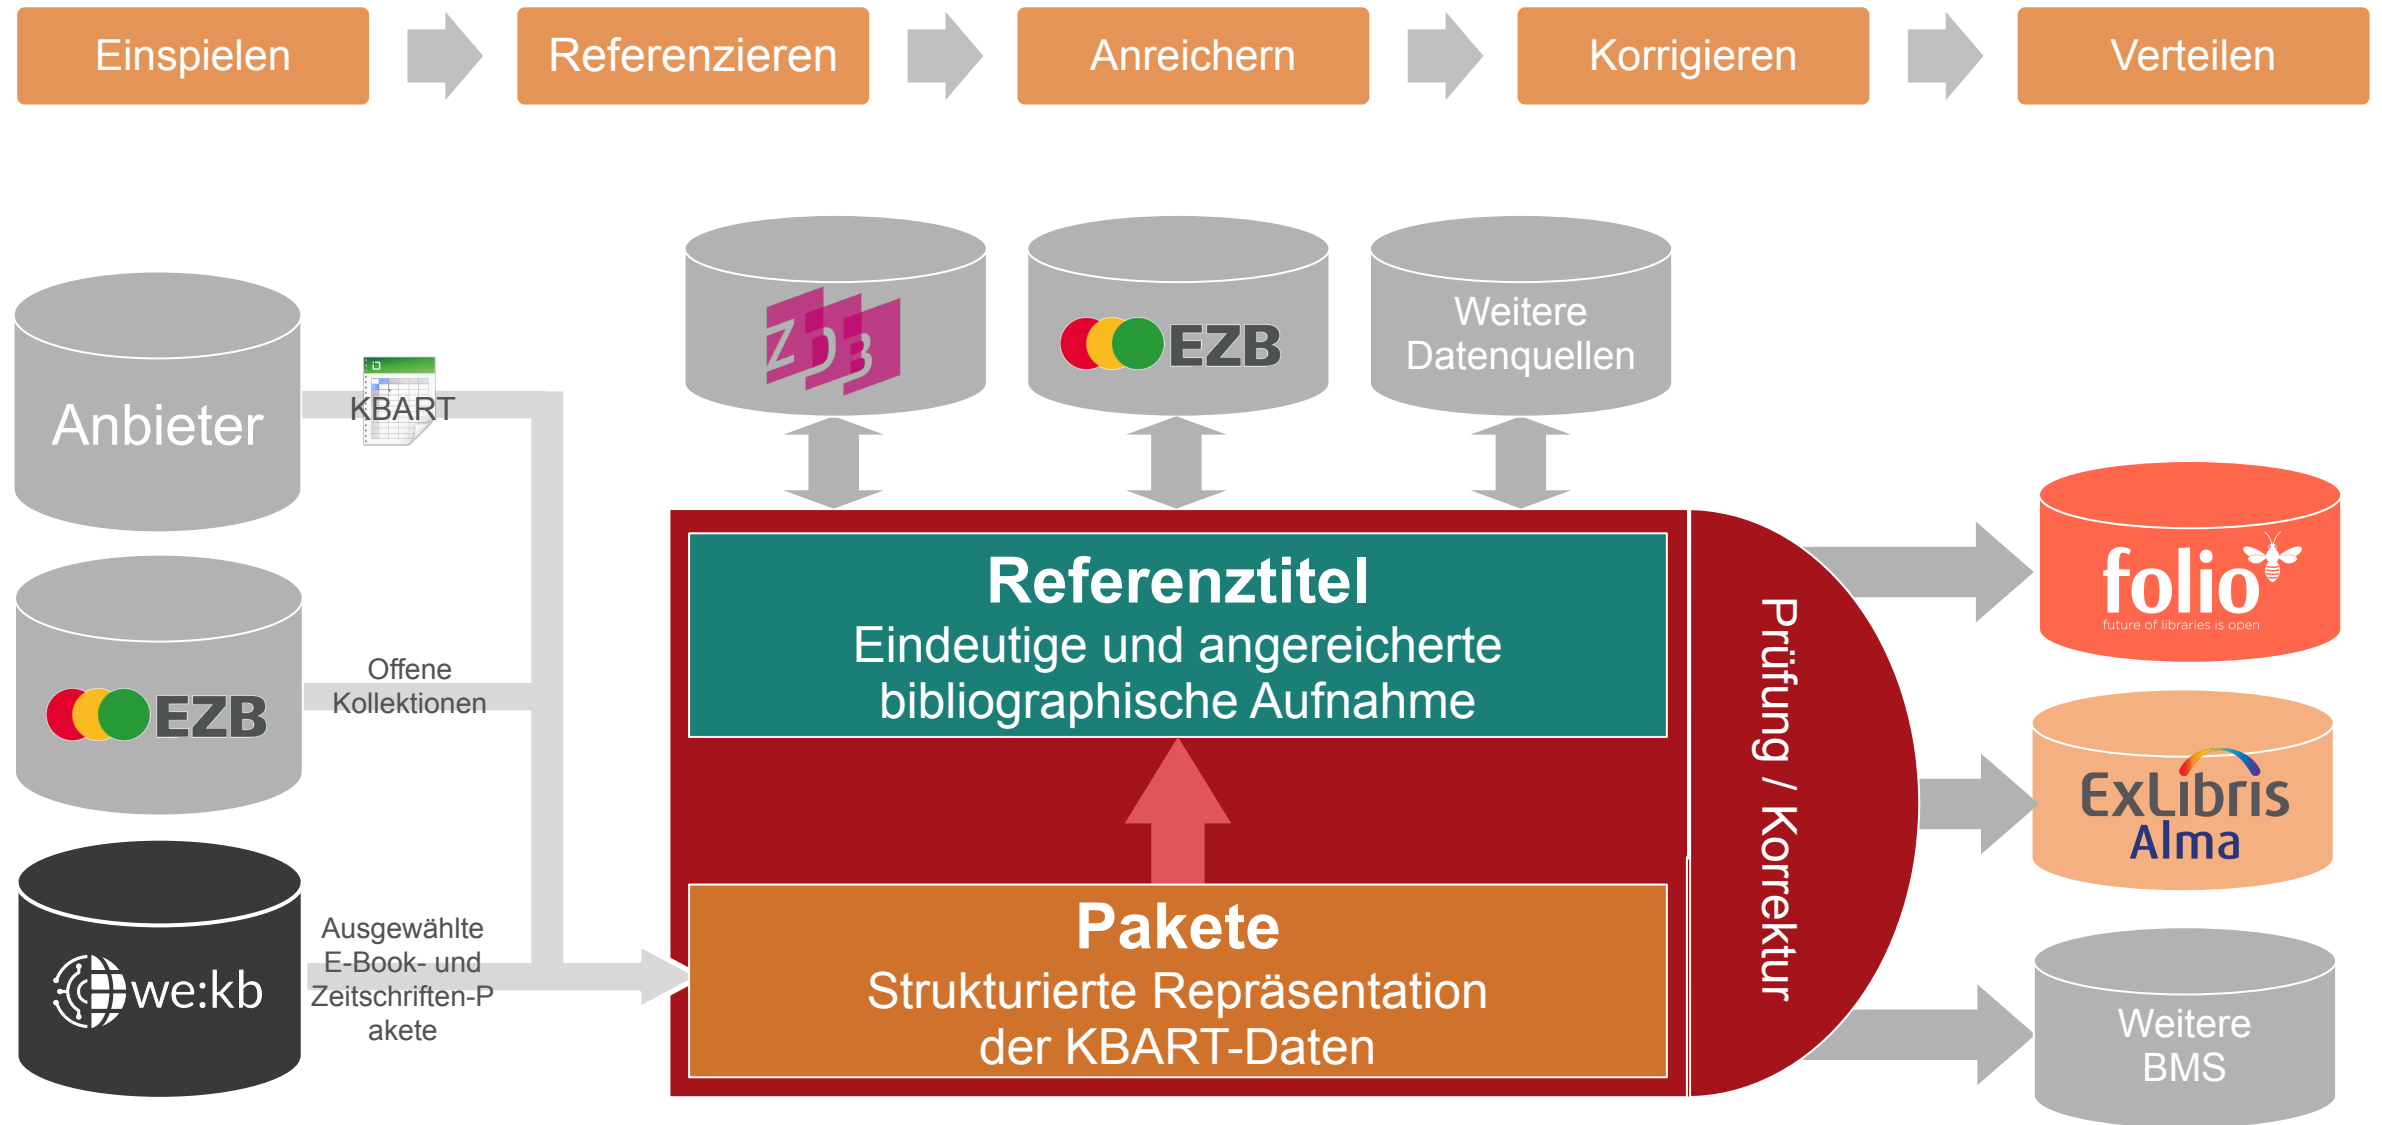 Einspielen
Referenzieren
Anreichern
Korrigieren
Verteilen
ZDB
EZB
Weitere
Datenquellen
Anbieter
KBART
EZB
Offene
Kollektionen
we:kb
Ausgewählte
E-Book- und
Zeitschriften-P
akete
Referenztitel
Eindeutige und angereicherte
bibliographische Aufnahme
Pakete
Strukturierte Repräsentation
der KBART-Daten
Prüfung / Korrektur
folio
future of libraries is open
ExLibris
Alma
Weitere
BMS